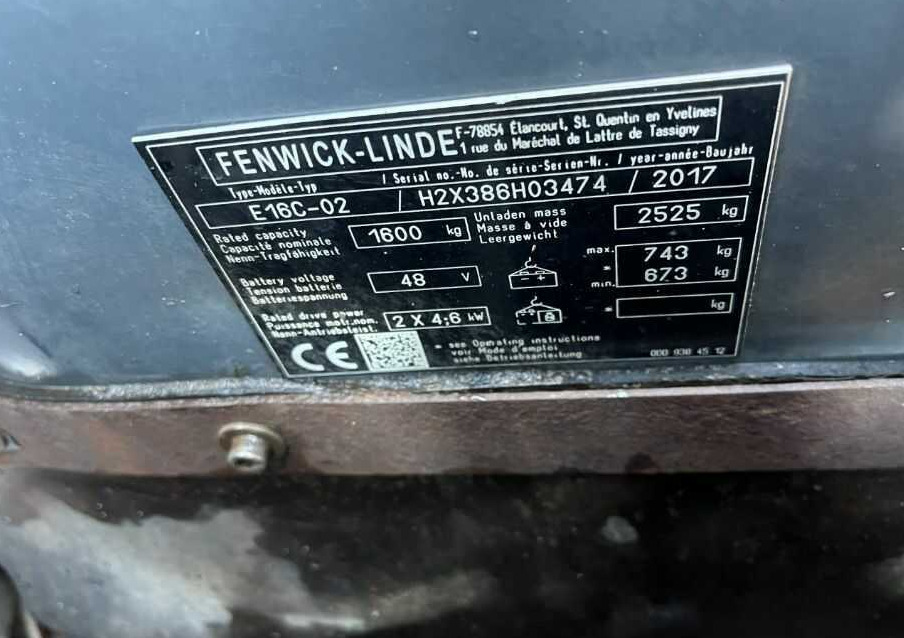 FENWICK-LINDE
F-78854 Élancourt, St. Quentin en Yvelines
1 rue du Maréchal de Lattre de Tassigny
Type-Modèle-Typ / Serial no.-No. de série-Serien-Nr. / year-année-Baujahr
E16C-02 / H2X386H03474 / 2017
Rated capacity
Capacité nominale
Nenn-Tragfähigkeit
1600 kg
Unladen mass
Masse à vide
Leergewicht
2525 kg
Battery voltage
Tension batterie
Batteriespannung
48 V
- +
max. 743 kg
*
min. 673 kg
Rated drive power
Puissance motr.nom.
Nenn-Antriebsleist.
2 X 4,6 kW
* kg
CE
* see Operating instructions
voir Mode d'emploi
siehe Betriebsanleitung
000 938 45 12